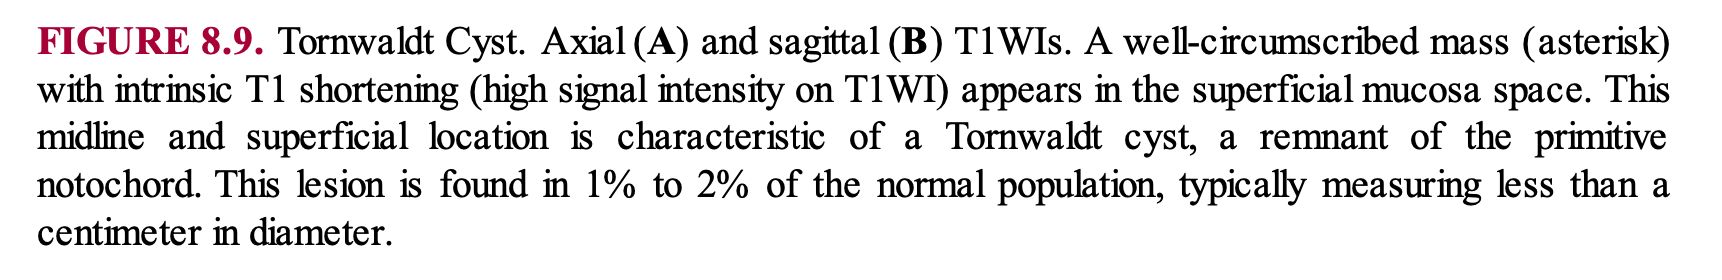 FIGURE 8.9. Tornwaldt Cyst. Axial (A) and sagittal (B) T1WIs. A well-circumscribed mass (asterisk)
with intrinsic T1 shortening (high signal intensity on T1WI) appears in the superficial mucosa space. This
midline and superficial location is characteristic of a Tornwaldt cyst, a remnant of the primitive
notochord. This lesion is found in 1% to 2% of the normal population, typically measuring less than a
centimeter in diameter.